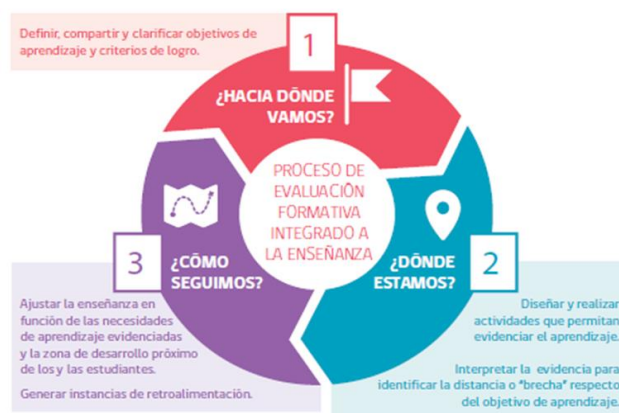 Definir, compartir y clarificar objetivos de
aprendizaje y criterios de logro.
1
¿HACIA DÓNDE
VAMOS?
PROCESO DE
EVALUACIÓN
FORMATIVA
INTEGRADO A
LA ENSEÑANZA
2
¿DÓNDE
ESTAMOS?
Diseñar y realizar
actividades que permitan
evidenciar el aprendizaje.
Interpretar la evidencia para
identificar la distancia o "brecha" respecto
del objetivo de aprendizaje.
3
¿CÓMO
SEGUIMOS?
Ajustar la enseñanza en
función de las necesidades
de aprendizaje evidenciadas
y la zona de desarrollo próximo
de los y las estudiantes.
Generar instancias de retroalimentación.